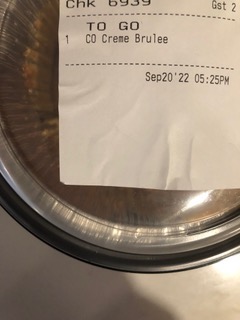 Chk 6939 Gst 2
TO GO
1 CO Creme Brulee
Sep20'22 05:25PM